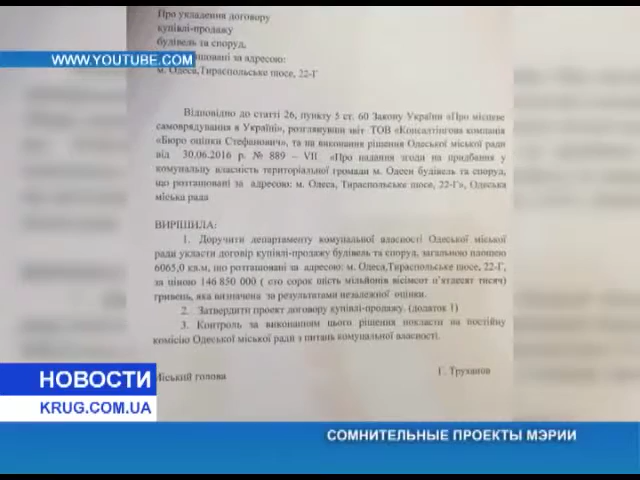 Про укладення договору
купівлі-продажу
будівель та споруд,
WWW.YOUTUBE.COM
ашовані за адресою:
м. Одеса,Тираспольське шосе, 22-Г
Відповідно до статті 26, пункту 5 ст. 60 Закону України «Про місцеве
самоврядування в Україні», розглянувши звіт ТОВ «Консалтингова компанія
«Бюро оцінки Стефанович», та на виконання рішення Одеської міської ради
від 30.06.2016 р. № 889 – VII «Про надання згоди на придбання у
комунальну власність територіальної громади м. Одеси будівель та споруд,
що розташовані за адресою: м. Одеса, Тираспольське шосе, 22-Г», Одеська
міська рада
ВИРІШИЛА:
1. Доручити департаменту комунальної власності Одеської міської
ради укласти договір купівлі-продажу будівель та споруд, загальною площею
6065,0 кв.м, що розташовані за адресою: м. Одеса,Тираспольське шосе, 22-Г,
за ціною 146 850 000 ( сто сорок шість мільйонів вісімсот п'ятдесят тисяч)
гривень, яка визначена за результатами незалежної оцінки.
2. Затвердити проект договору купівлі-продажу. (додаток 1)
3. Контроль за виконанням цього рішення покласти на постійну
комісію Одеської міської ради з питань комунальної власності.
Міський голова Г. Труханов
НОВОСТИ
KRUG.COM.UA
СОМНИТЕЛЬНЫЕ ПРОЕКТЫ МЭРИИ